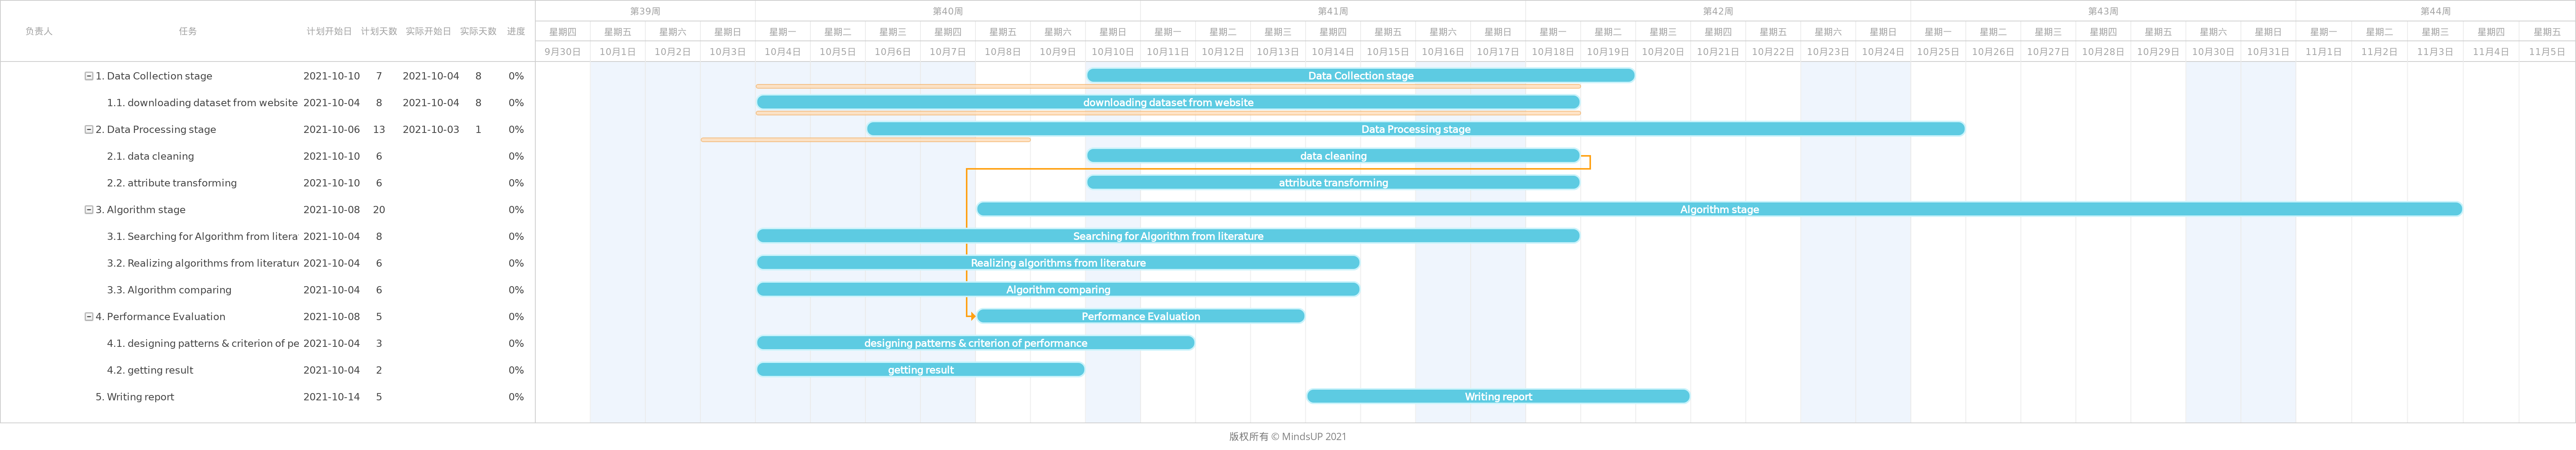 第39周 第40周 第41周 第42周 第43周 第44周
负责人 任务 计划开始日 计划天数 实际开始日 实际天数 进度 星期四 星期五 星期六 星期日 星期一 星期二 星期三 星期四 星期五 星期六 星期日 星期一 星期二 星期三 星期四 星期五 星期六 星期日 星期一 星期二 星期三 星期四 星期五 星期六 星期日 星期一 星期二 星期三 星期四 星期五 星期六 星期日 星期一 星期二 星期三 星期四 星期五
9月30日 10月1日 10月2日 10月3日 10月4日 10月5日 10月6日 10月7日 10月8日 10月9日 10月10日 10月11日 10月12日 10月13日 10月14日 10月15日 10月16日 10月17日 10月18日 10月19日 10月20日 10月21日 10月22日 10月23日 10月24日 10月25日 10月26日 10月27日 10月28日 10月29日 10月30日 10月31日 11月1日 11月2日 11月3日 11月4日 11月5日
1. Data Collection stage 2021-10-10 7 2021-10-04 8 0% Data Collection stage
1.1. downloading dataset from website 2021-10-04 8 2021-10-04 8 0% downloading dataset from website
2. Data Processing stage 2021-10-06 13 2021-10-03 1 0% Data Processing stage
2.1. data cleaning 2021-10-10 6 0% data cleaning
2.2. attribute transforming 2021-10-10 6 0% attribute transforming
3. Algorithm stage 2021-10-08 20 0% Algorithm stage
3.1. Searching for Algorithm from litera 2021-10-04 8 0% Searching for Algorithm from literature
3.2. Realizing algorithms from literature 2021-10-04 6 0% Realizing algorithms from literature
3.3. Algorithm comparing 2021-10-04 6 0% Algorithm comparing
4. Performance Evaluation 2021-10-08 5 0% Performance Evaluation
4.1. designing patterns & criterion of pe 2021-10-04 3 0% designing patterns & criterion of performance
4.2. getting result 2021-10-04 2 0% getting result
5. Writing report 2021-10-14 5 0% Writing report
版权所有 © MindsUP 2021